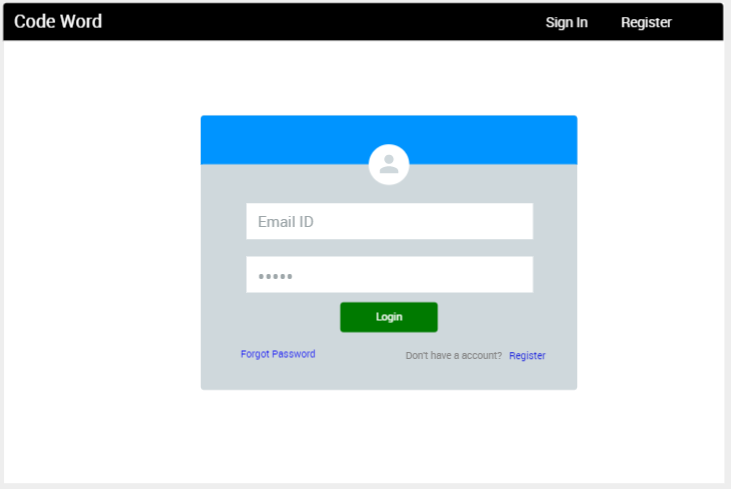 Code Word Sign In Register
Email ID
•••••
Login
Forgot Password Don't have a account? Register